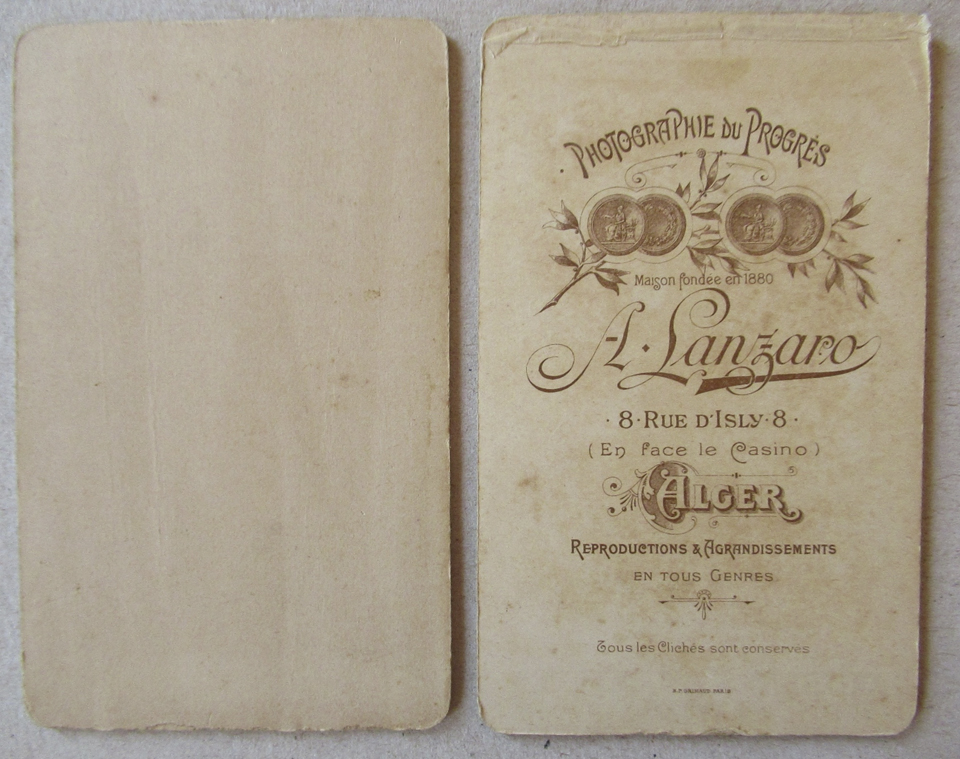 PHOTOGRAPHIE DU PROGRÈS
Maison fondée en 1880
A. Lanzaro
· 8 · RUE D'ISLY · 8 ·
(En face le Casino)
ALGER
REPRODUCTIONS & AGRANDISSEMENTS
EN TOUS GENRES
Tous les Clichés sont conservés